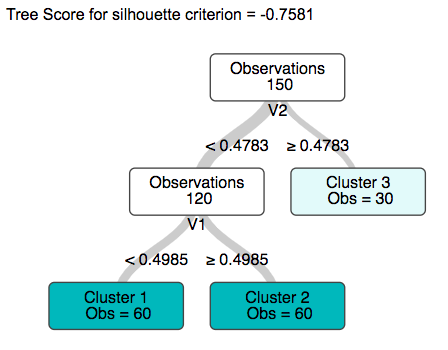 Tree Score for silhouette criterion = -0.7581
Observations
150
V2
< 0.4783 ≥ 0.4783
Observations
120
Cluster 3
Obs = 30
V1
< 0.4985 ≥ 0.4985
Cluster 1
Obs = 60
Cluster 2
Obs = 60